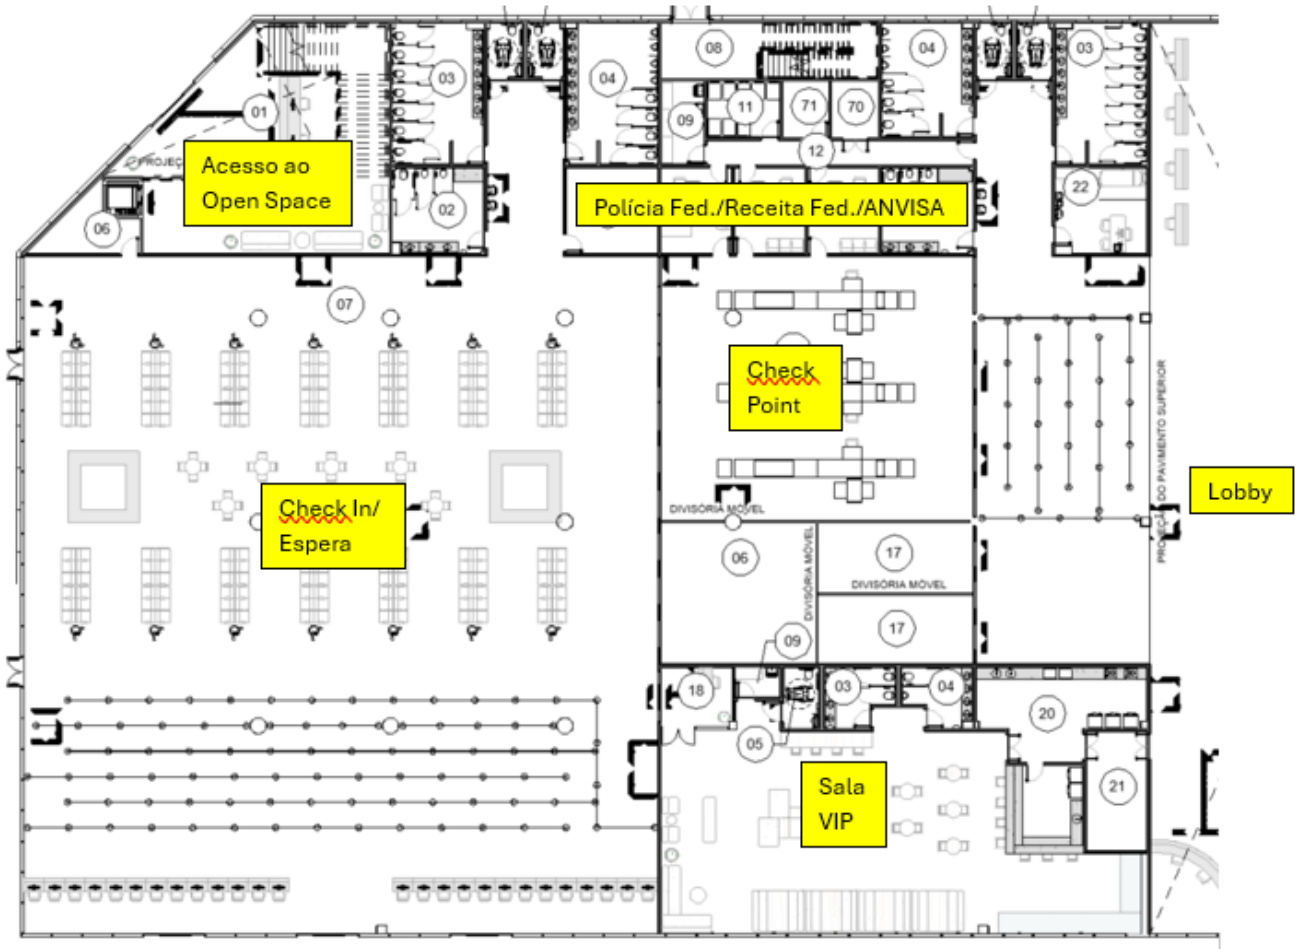 08
04
03
03
04
11
71
70
01
09
12
PROJEÇ
Acesso ao
Open Space
Polícia Fed./Receita Fed./ANVISA
22
02
06
07
Check
Point
PROJEÇÃO DO PAVIMENTO SUPERIOR
Lobby
Check In/
Espera
DIVISÓRIA MÓVEL
06
DIVISÓRIA MÓVEL
17
DIVISÓRIA MÓVEL
17
09
18
03
04
20
05
Sala
VIP
21